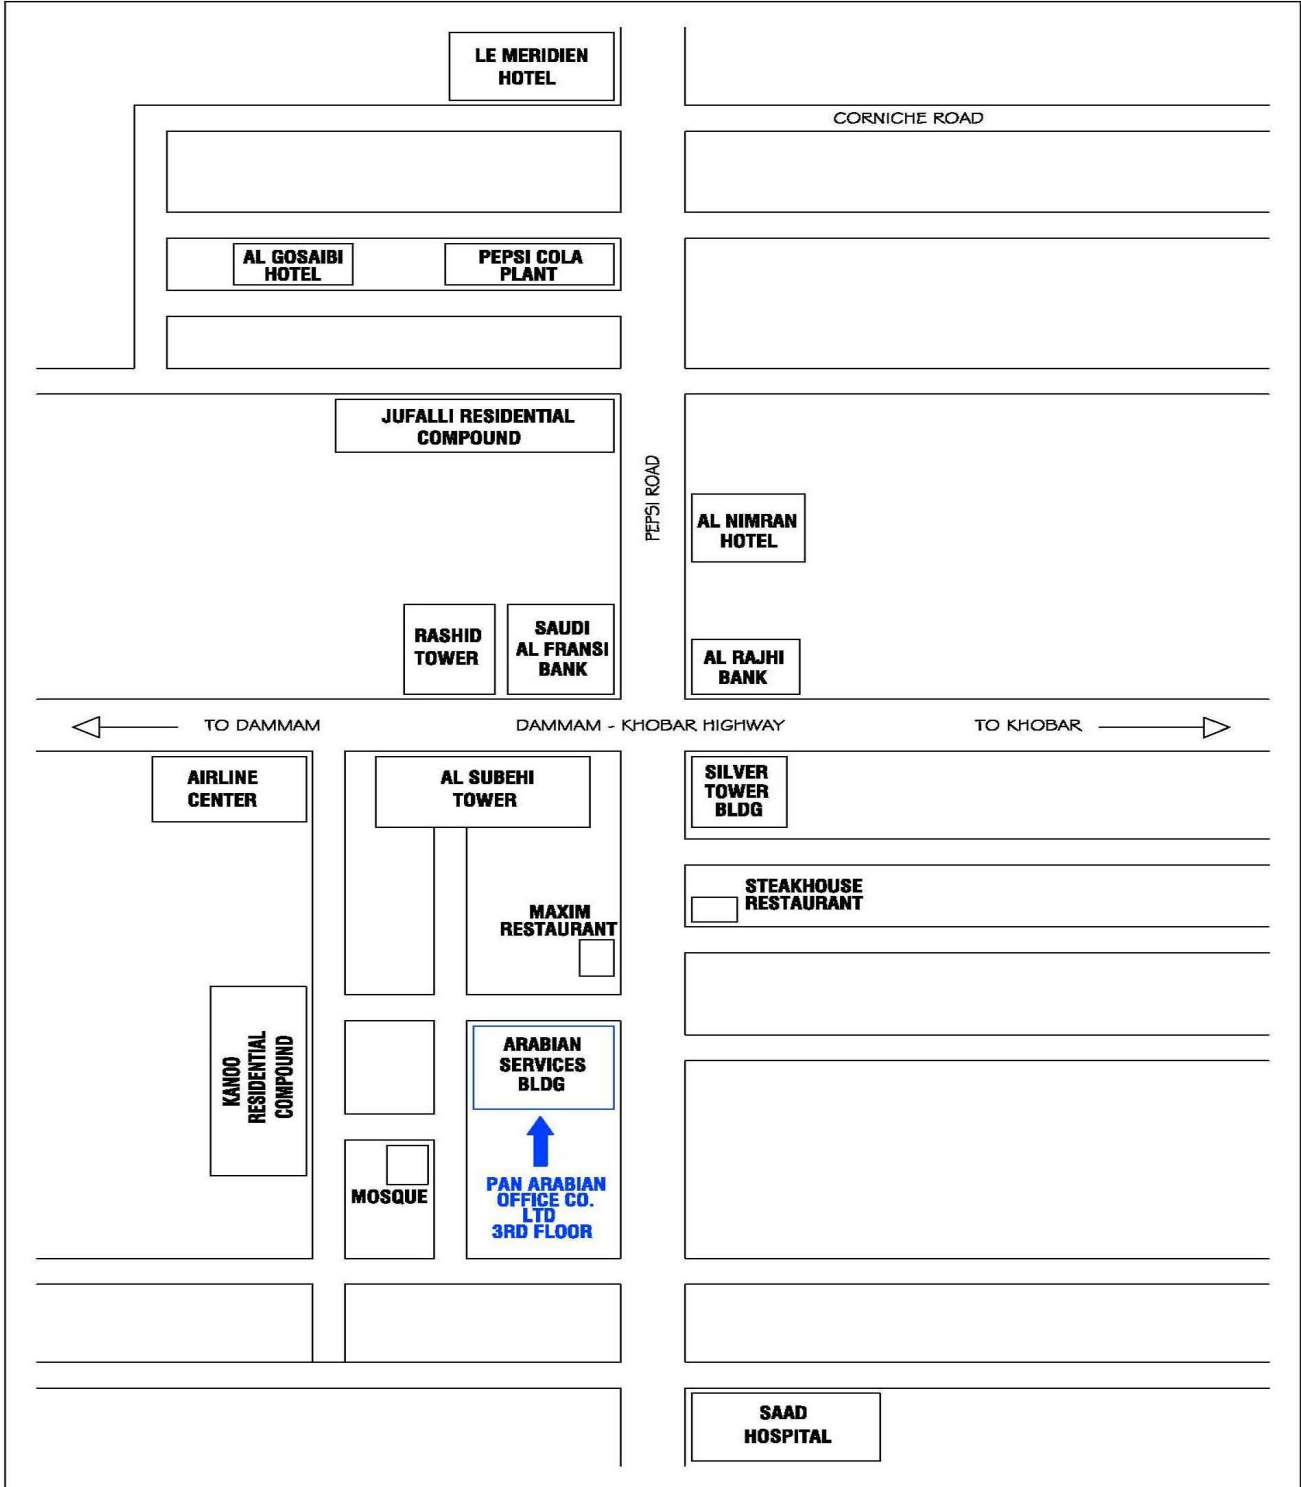 LE MERIDIEN
HOTEL
CORNICHE ROAD
AL GOSAIBI
HOTEL
PEPSI COLA
PLANT
JUFALLI RESIDENTIAL
COMPOUND
PEPSI ROAD
AL NIMRAN
HOTEL
RASHID
TOWER
SAUDI
AL FRANSI
BANK
AL RAJHI
BANK
TO DAMMAM
DAMMAM - KHOBAR HIGHWAY
TO KHOBAR
AIRLINE
CENTER
AL SUBEHI
TOWER
SILVER
TOWER
BLDG
STEAKHOUSE
RESTAURANT
MAXIM
RESTAURANT
KANOO
RESIDENTIAL
COMPOUND
ARABIAN
SERVICES
BLDG
MOSQUE
PAN ARABIAN
OFFICE CO.
LTD
3RD FLOOR
SAAD
HOSPITAL